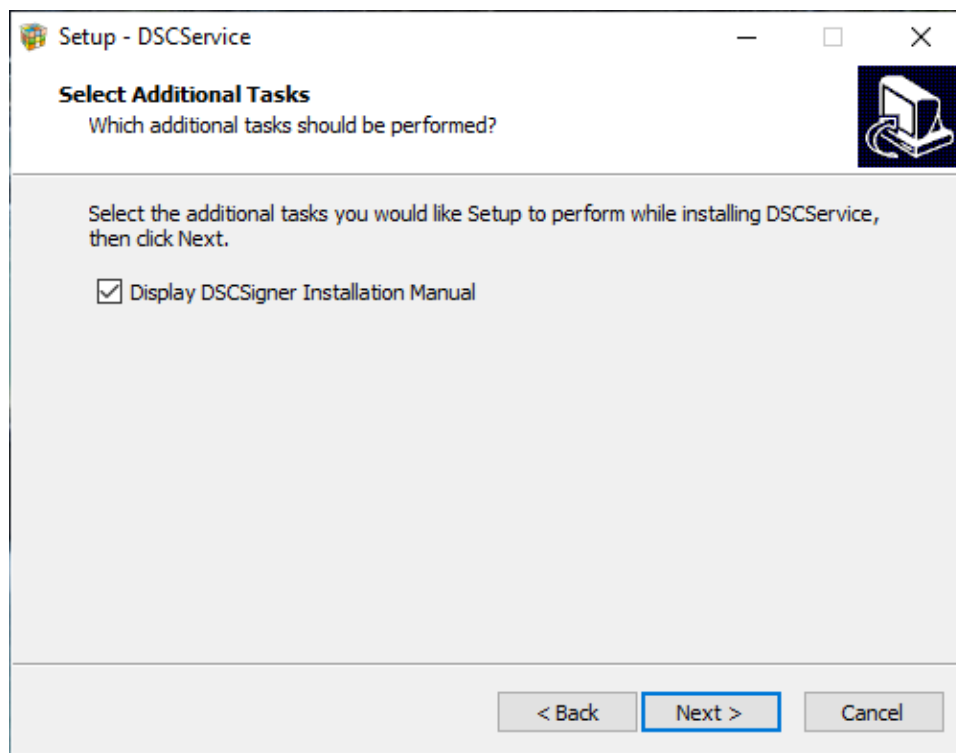 Setup - DSCService
Select Additional Tasks
Which additional tasks should be performed?
Select the additional tasks you would like Setup to perform while installing DSCService,
then click Next.
Display DSCSigner Installation Manual
< Back
Next >
Cancel